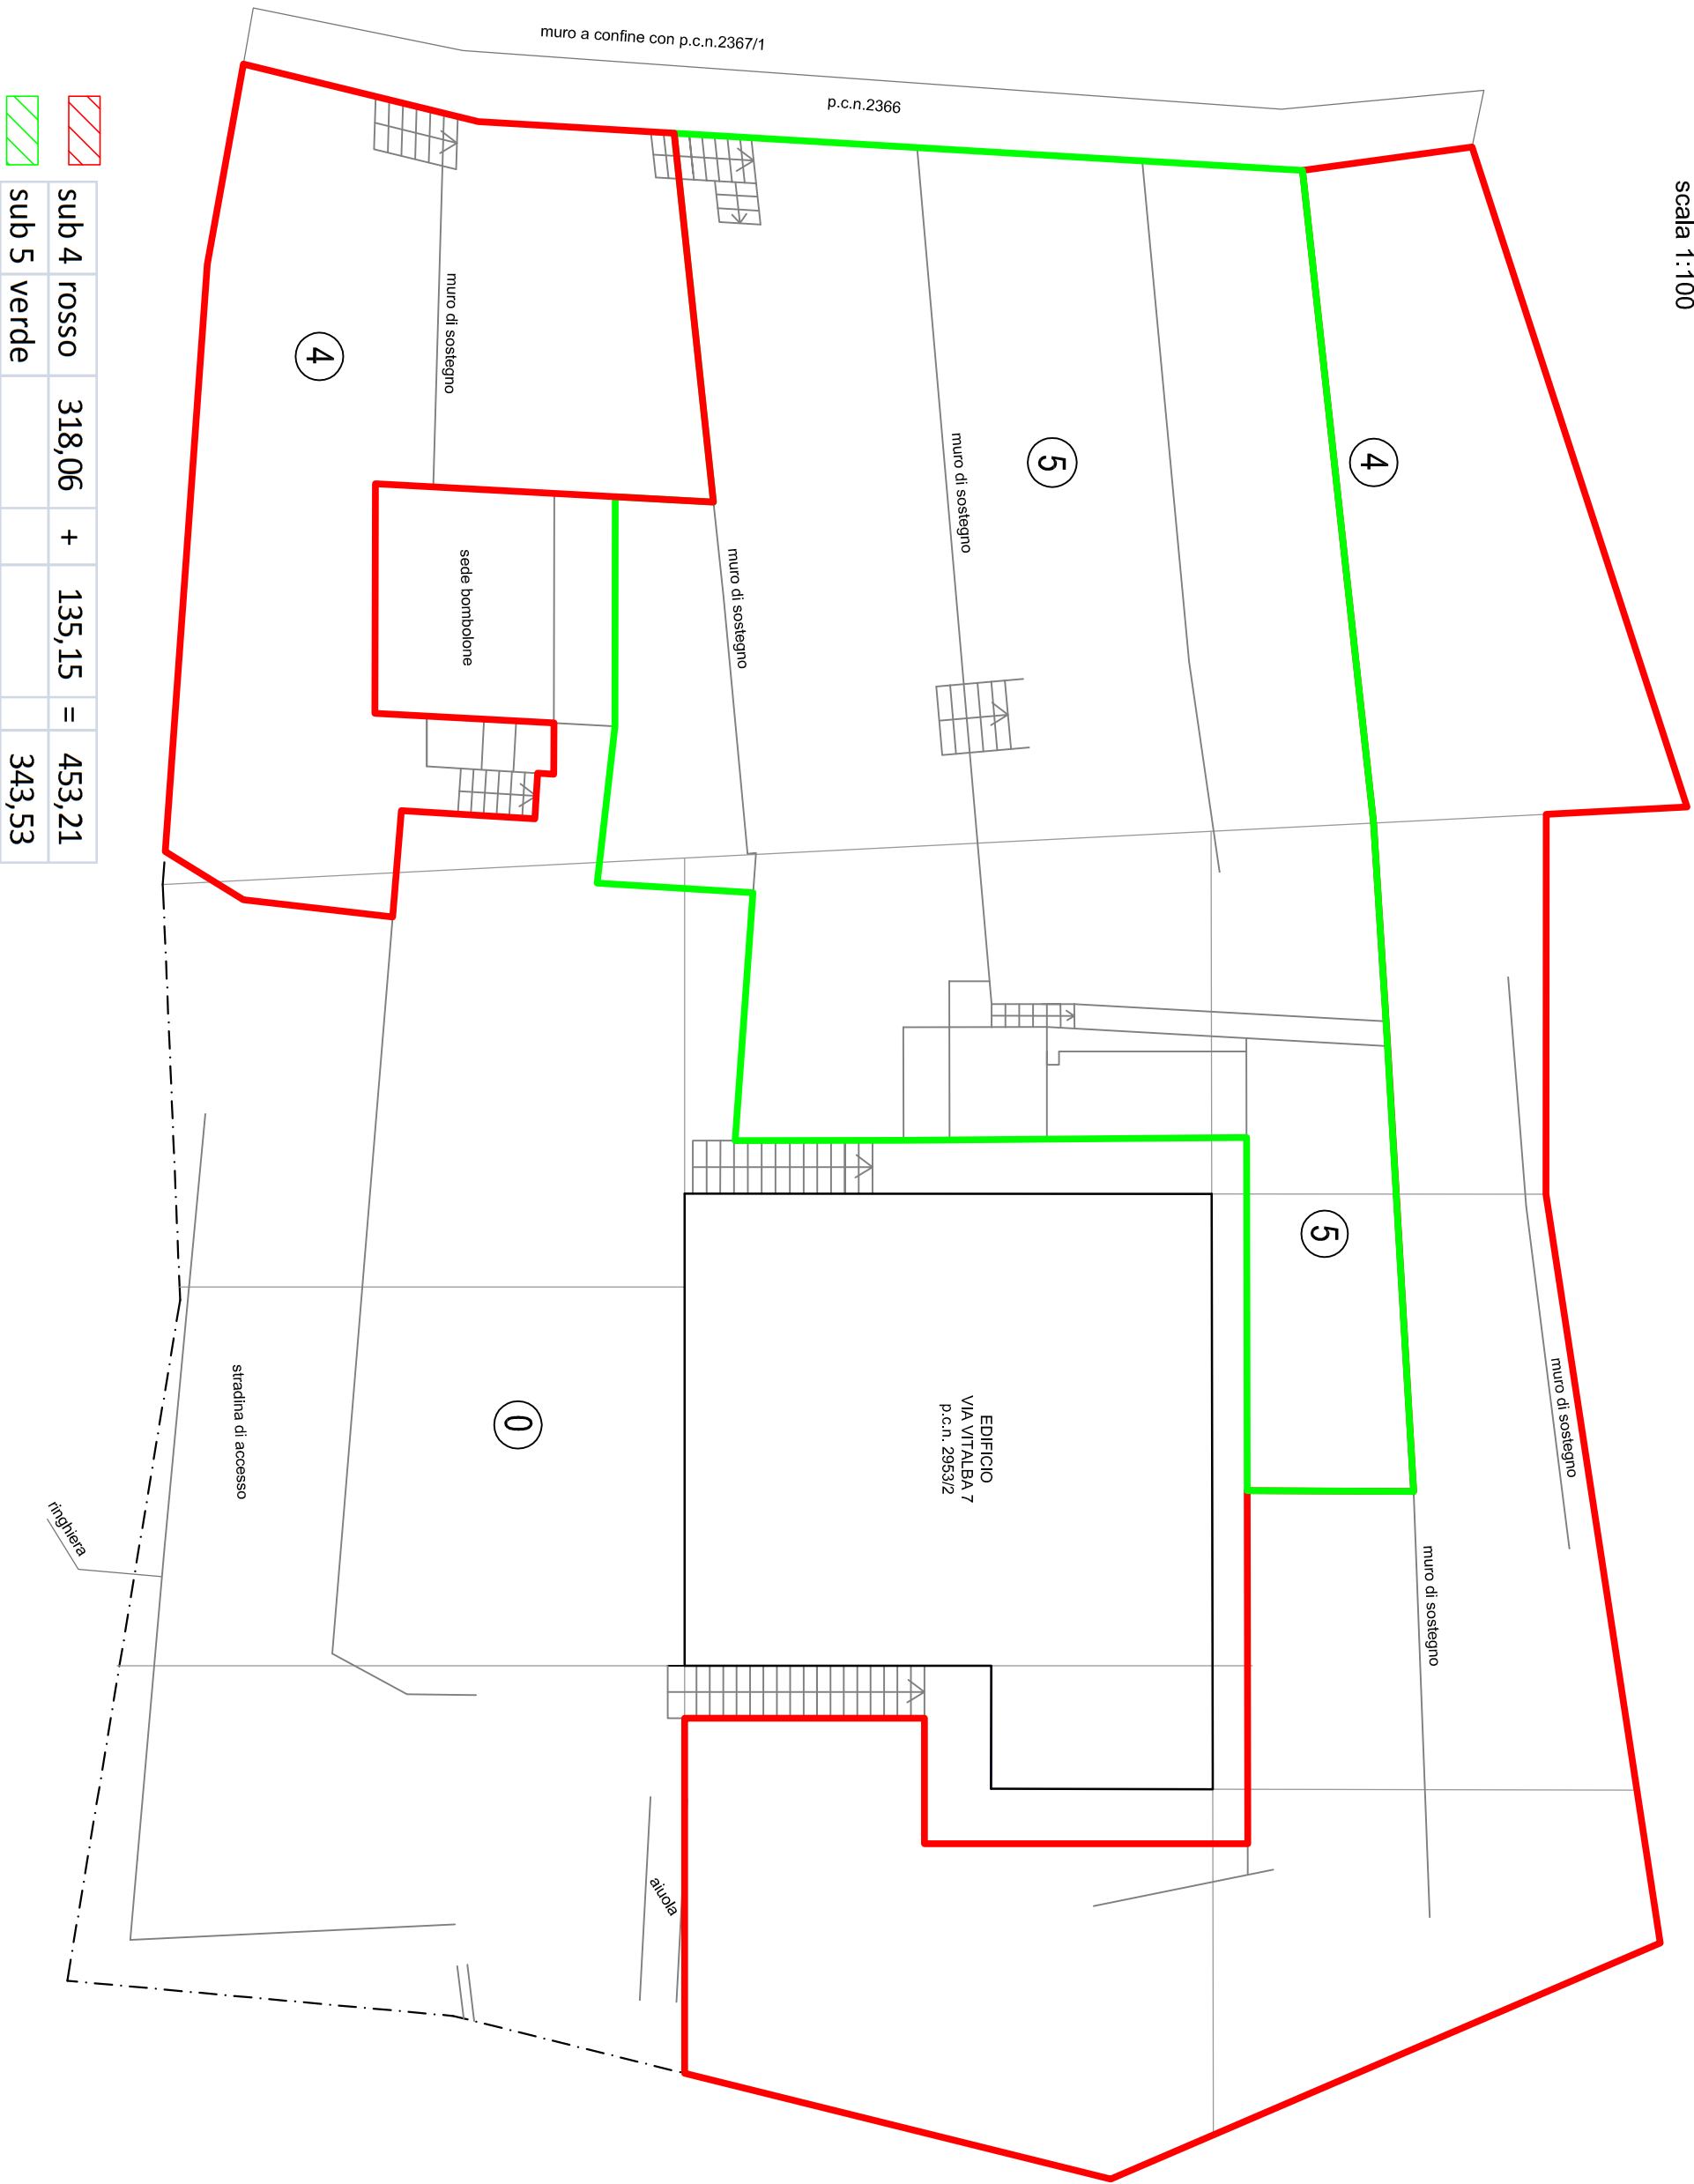 scala 1:100
muro a confine con p.c.n.2367/1
p.c.n.2366
4
muro di sostegno
5
muro di sostegno
muro di sostegno
4
sede bombolone
5
muro di sostegno
muro di sostegno
EDIFICIO
VIA VITALBA 7
p.c.n. 2953/2
0
stradina di accesso
ringhiera
aiuola
sub 4 rosso 318,06 + 135,15 = 453,21
sub 5 verde 343,53